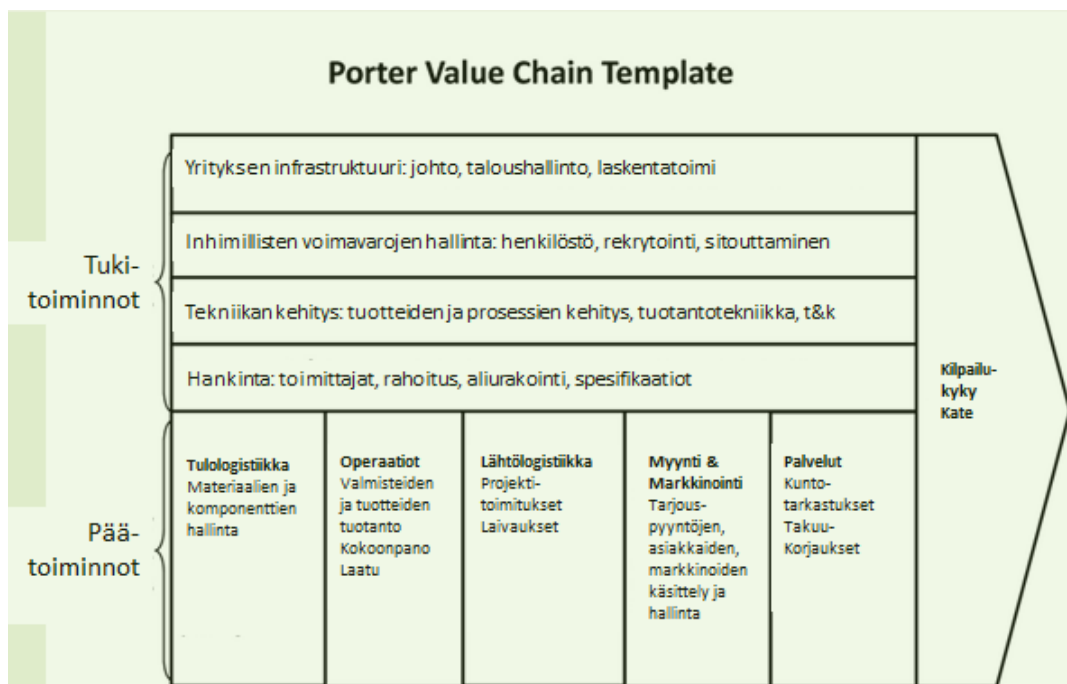 Porter Value Chain Template
Tuki-
toiminnot
Yrityksen infrastruktuuri: johto, taloushallinto, laskentatoimi
Inhimillisten voimavarojen hallinta: henkilöstö, rekrytointi, sitouttaminen
Tekniikan kehitys: tuotteiden ja prosessien kehitys, tuotantotekniikka, t&k
Hankinta: toimittajat, rahoitus, aliurakointi, spesifikaatiot
Pää-
toiminnot
Tulologistiikka
Materiaalien ja
komponenttien
hallinta
Operaatiot
Valmisteiden
ja tuotteiden
tuotanto
Kokoonpano
Laatu
Lähtölogistiikka
Projekti-
toimitukset
Laivaukset
Myynti &
Markkinointi
Tarjous-
pyyntöjen,
asiakkaiden,
markkinoiden
käsittely ja
hallinta
Palvelut
Kunto-
tarkastukset
Takuu-
Korjaukset
Kilpailu-
kyky
Kate